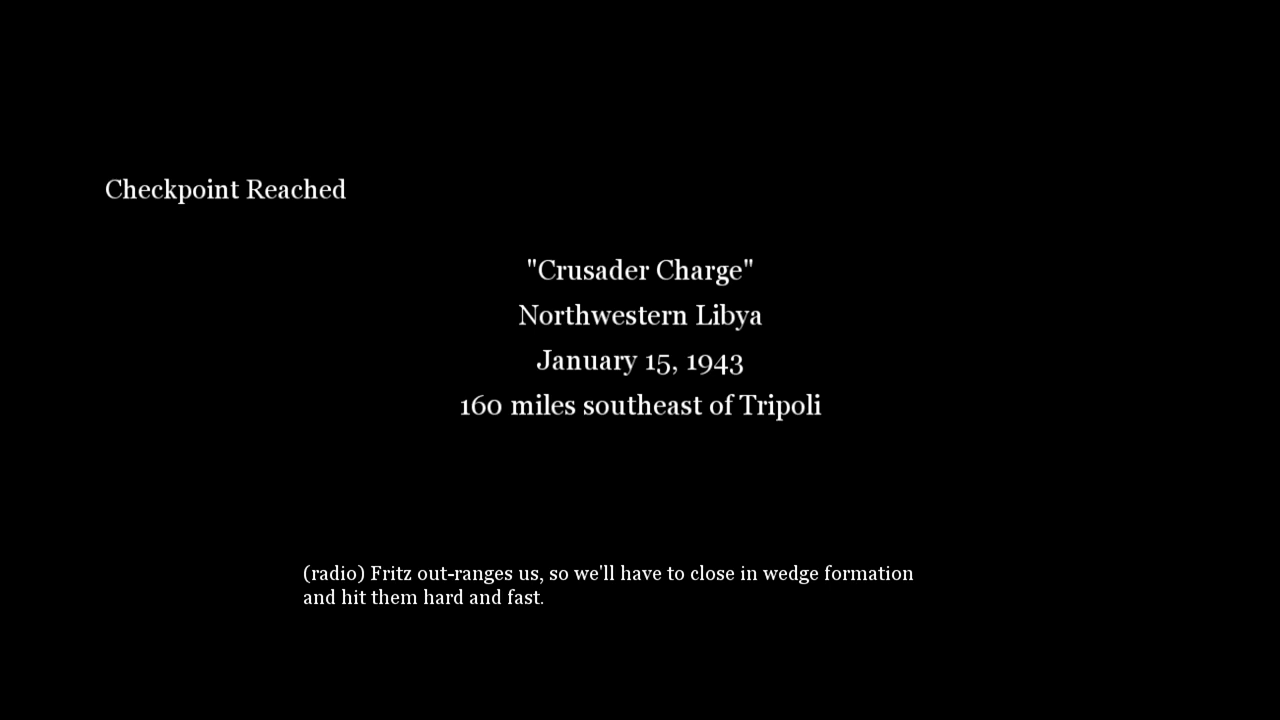 Checkpoint Reached
"Crusader Charge"
Northwestern Libya
January 15, 1943
160 miles southeast of Tripoli
(radio) Fritz out-ranges us, so we'll have to close in wedge formation
and hit them hard and fast.